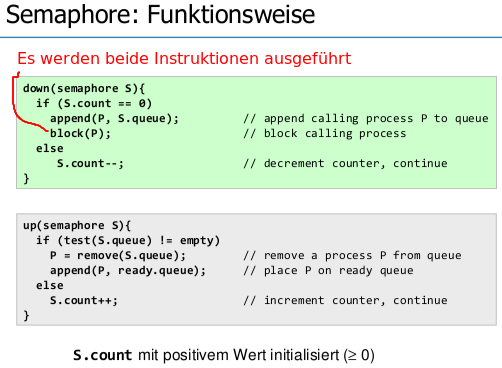 Semaphore: Funktionsweise
Es werden beide Instruktionen ausgeführt
down(semaphore S){
if (S.count == 0)
append(P, S.queue); // append calling process P to queue
block(P); // block calling process
else
S.count--; // decrement counter, continue
}
up(semaphore S){
if (test(S.queue) != empty)
P = remove(S.queue); // remove a process P from queue
append(P, ready.queue); // place P on ready queue
else
S.count++; // increment counter, continue
}
S.count mit positivem Wert initialisiert (≥ 0)